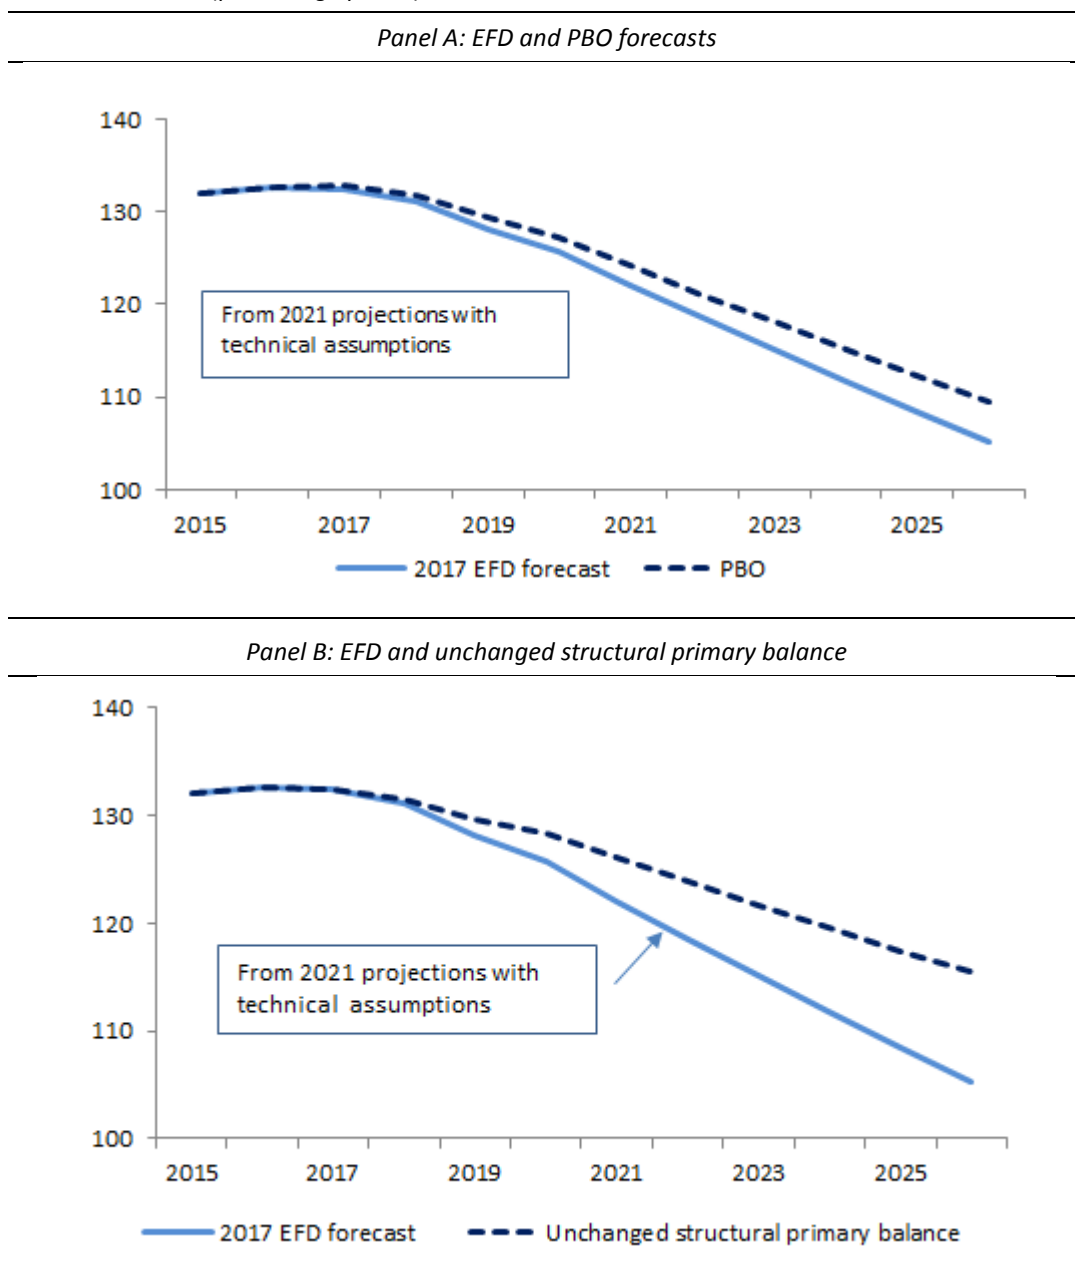 Panel A: EFD and PBO forecasts
140
130
120
110
100
From 2021 projections with
technical assumptions
2015 2017 2019 2021 2023 2025
2017 EFD forecast PBO
Panel B: EFD and unchanged structural primary balance
140
130
120
110
100
From 2021 projections with
technical assumptions
2015 2017 2019 2021 2023 2025
2017 EFD forecast Unchanged structural primary balance